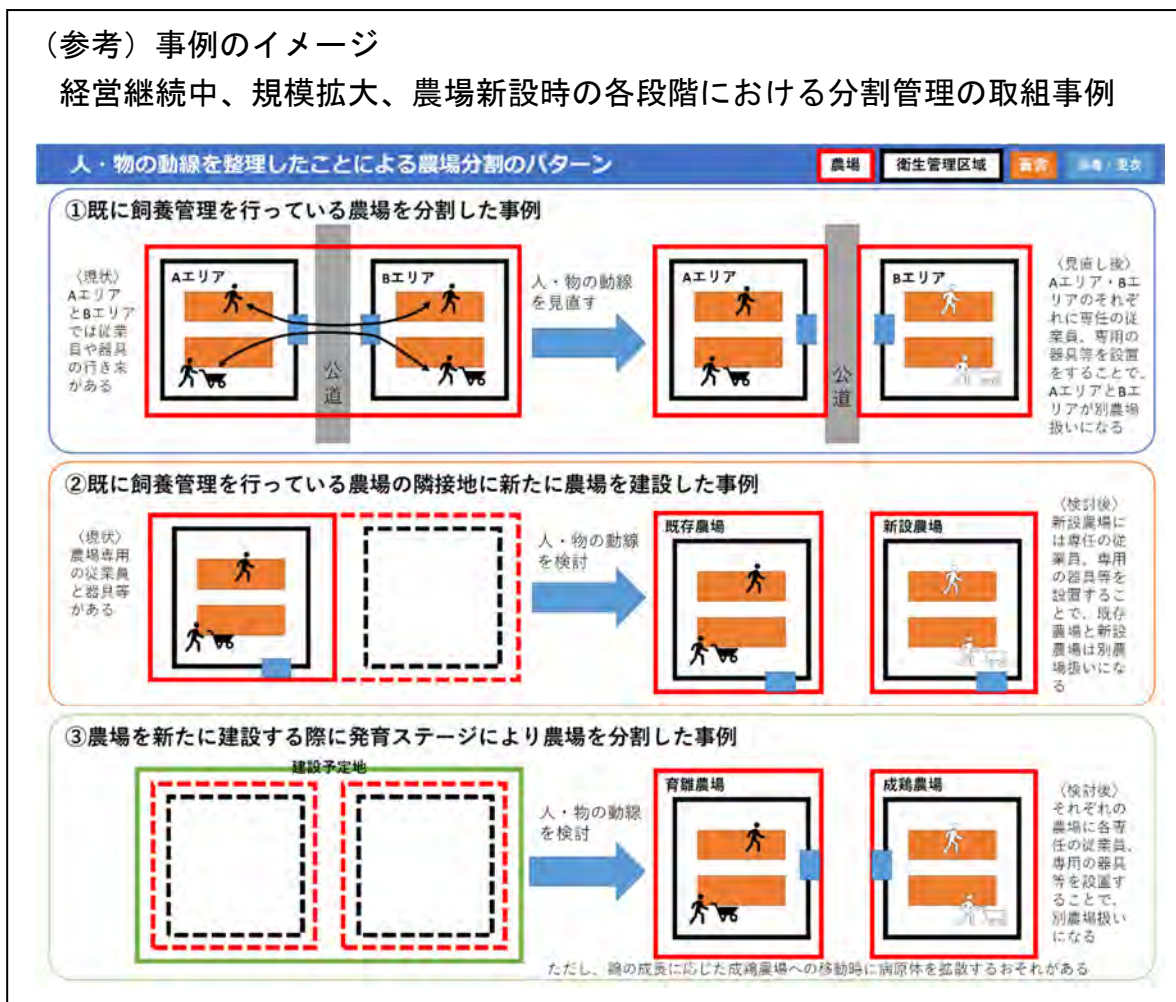 （参考）事例のイメージ
経営継続中、規模拡大、農場新設時の各段階における分割管理の取組事例
人・物の動線を整理したことによる農場分割のパターン
農場
衛生管理区域
畜舎
消毒・更衣
①既に飼養管理を行っている農場を分割した事例
〈現状〉
Aエリア
とBエリア
では従業
員や器具
の行き来
がある
Aエリア
Bエリア
公道
人・物の動線
を見直す
Aエリア
公道
Bエリア
〈見直し後〉
Aエリア・Bエ
リアのそれぞ
れに専任の従
業員、専用の
器具等を設置
をすることで、
AエリアとBエ
リアが別農場
扱いになる
②既に飼養管理を行っている農場の隣接地に新たに農場を建設した事例
〈現状〉
農場専用
の従業員
と器具等
がある
人・物の動線
を検討
既存農場
新設農場
〈検討後〉
新設農場に
は専任の従
業員、専用
の器具等を
設置するこ
とで、既存
農場と新設
農場は別農
場扱いにな
る
③農場を新たに建設する際に発育ステージにより農場を分割した事例
建設予定地
人・物の動線
を検討
育雛農場
成鶏農場
〈検討後〉
それぞれの
農場に各専
任の従業員、
専用の器具
等を設置す
ることで、
別農場扱い
になる
ただし、鶏の成長に応じた成鶏農場への移動時に病原体を拡散するおそれがある